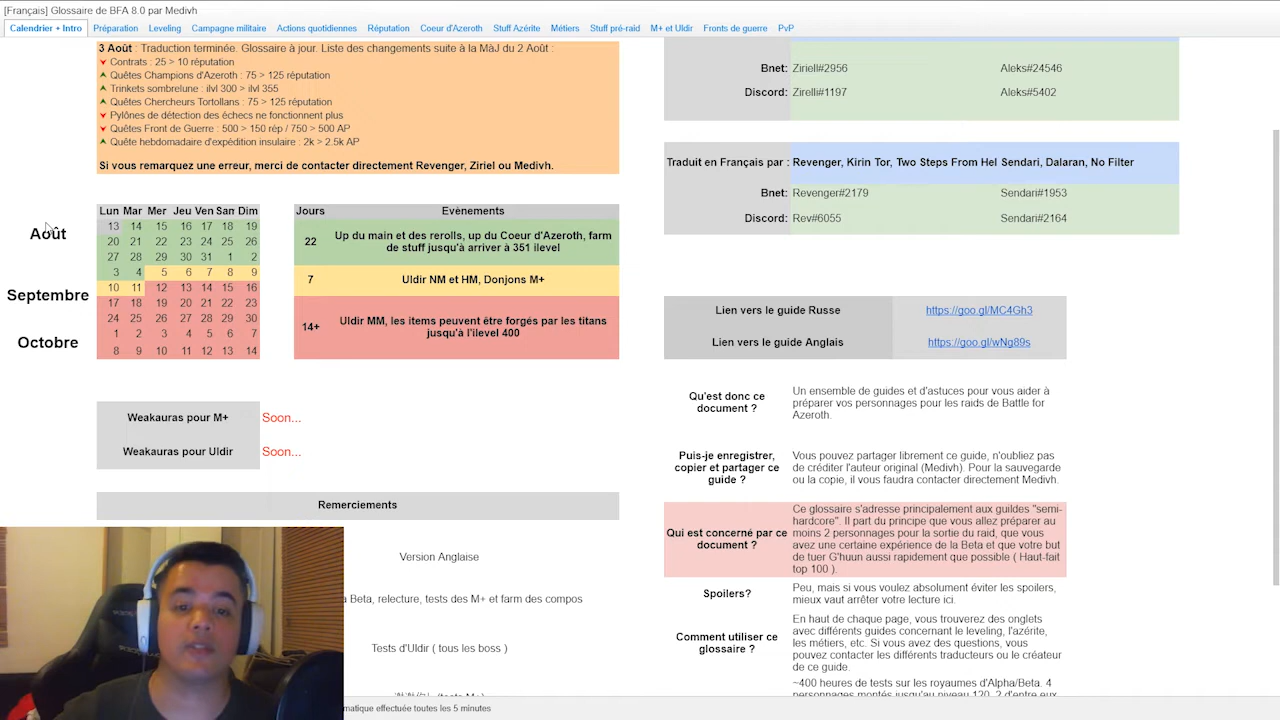 [Français] Glossaire de BFA 8.0 par Medivh
Calendrier + Intro Préparation Leveling Campagne militaire Actions quotidiennes Réputation Coeur d'Azeroth Stuff Azérite Métiers Stuff pré-raid M+ et Uldir Fronts de guerre PvP
3 Août : Traduction terminée. Glossaire à jour. Liste des changements suite à la MàJ du 2 Août :
Contrats : 25 > 10 réputation
Quêtes Champions d'Azeroth : 75 > 125 réputation
Trinkets sombrelune : ilvl 300 > ilvl 355
Quêtes Chercheurs Tortollans : 75 > 125 réputation
Pylônes de détection des échecs ne fonctionnent plus
Quêtes Front de Guerre : 500 > 150 rép / 750 > 500 AP
Quête hebdomadaire d'expédition insulaire : 2k > 2.5k AP
Si vous remarquez une erreur, merci de contacter directement Revenger, Ziriel ou Medivh.
Bnet: Ziriell#2956 Aleks#24546
Discord: Zirelli#1197 Aleks#5402
Traduit en Français par : Revenger, Kirin Tor, Two Steps From Hel Sendari, Dalaran, No Filter
Bnet: Revenger#2179 Sendari#1953
Discord: Rev#6055 Sendari#2164
Lun Mar Mer Jeu Ven Sam Dim
Août
13 14 15 16 17 18 19
20 21 22 23 24 25 26
27 28 29 30 31 1 2
3 4 5 6 7 8 9
Septembre
10 11 12 13 14 15 16
17 18 19 20 21 22 23
24 25 26 27 28 29 30
Octobre
1 2 3 4 5 6 7
8 9 10 11 12 13 14
Jours Evènements
22 Up du main et des rerolls, up du Coeur d'Azeroth, farm
de stuff jusqu'à arriver à 351 ilevel
7 Uldir NM et HM, Donjons M+
14+ Uldir MM, les items peuvent être forgés par les titans
jusqu'à l'ilevel 400
Lien vers le guide Russe https://goo.gl/MC4Gh3
Lien vers le guide Anglais https://goo.gl/wNg89s
Weakauras pour M+ Soon...
Weakauras pour Uldir Soon...
Remerciements
Version Anglaise
Beta, relecture, tests des M+ et farm des compos
Tests d'Uldir ( tous les boss )
(tests M+)
Qu'est donc ce
document ?
Un ensemble de guides et d'astuces pour vous aider à
préparer vos personnages pour les raids de Battle for
Azeroth.
Puis-je enregistrer,
copier et partager ce
guide ?
Vous pouvez partager librement ce guide, n'oubliez pas
de créditer l'auteur original (Medivh). Pour la sauvegarde
ou la copie, il vous faudra contacter directement Medivh.
Qui est concerné par ce
document ?
Ce glossaire s'adresse principalement aux guildes "semi-
hardcore". Il part du principe que vous allez préparer au
moins 2 personnages pour la sortie du raid, que vous
avez une certaine expérience de la Beta et que votre but
de tuer G'huun aussi rapidement que possible ( Haut-fait
top 100 ).
Spoilers?
Peu, mais si vous voulez absolument éviter les spoilers,
mieux vaut arrêter votre lecture ici.
Comment utiliser ce
glossaire ?
En haut de chaque page, vous trouverez des onglets
avec différents guides concernant le leveling, l'azérite,
les métiers, etc. Si vous avez des questions, vous
pouvez contacter les différents traducteurs ou le créateur
de ce guide.
~400 heures de tests sur les royaumes d'Alpha/Beta. 4
personnages montés jusqu'au niveau 120, 2 d'entre eux
matique effectuée toutes les 5 minutes